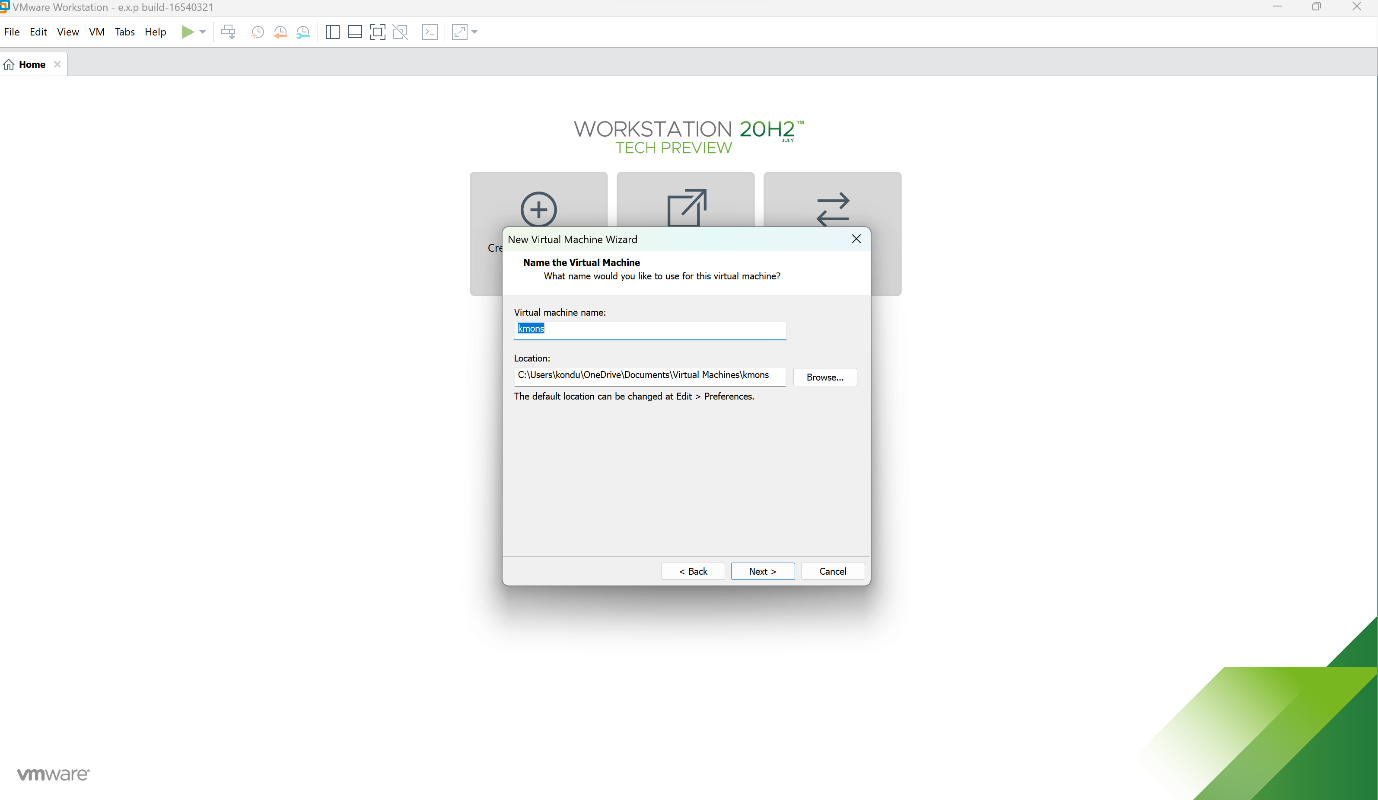 VMware Workstation - e.x.p build-16540321
File Edit View VM Tabs Help
Home
WORKSTATION 20H2™
JULY
TECH PREVIEW
Cre
New Virtual Machine Wizard
Name the Virtual Machine
What name would you like to use for this virtual machine?
Virtual machine name:
kmons
Location:
C:\Users\kondu\OneDrive\Documents\Virtual Machines\kmons
Browse...
The default location can be changed at Edit > Preferences.
< Back Next > Cancel
vmware®